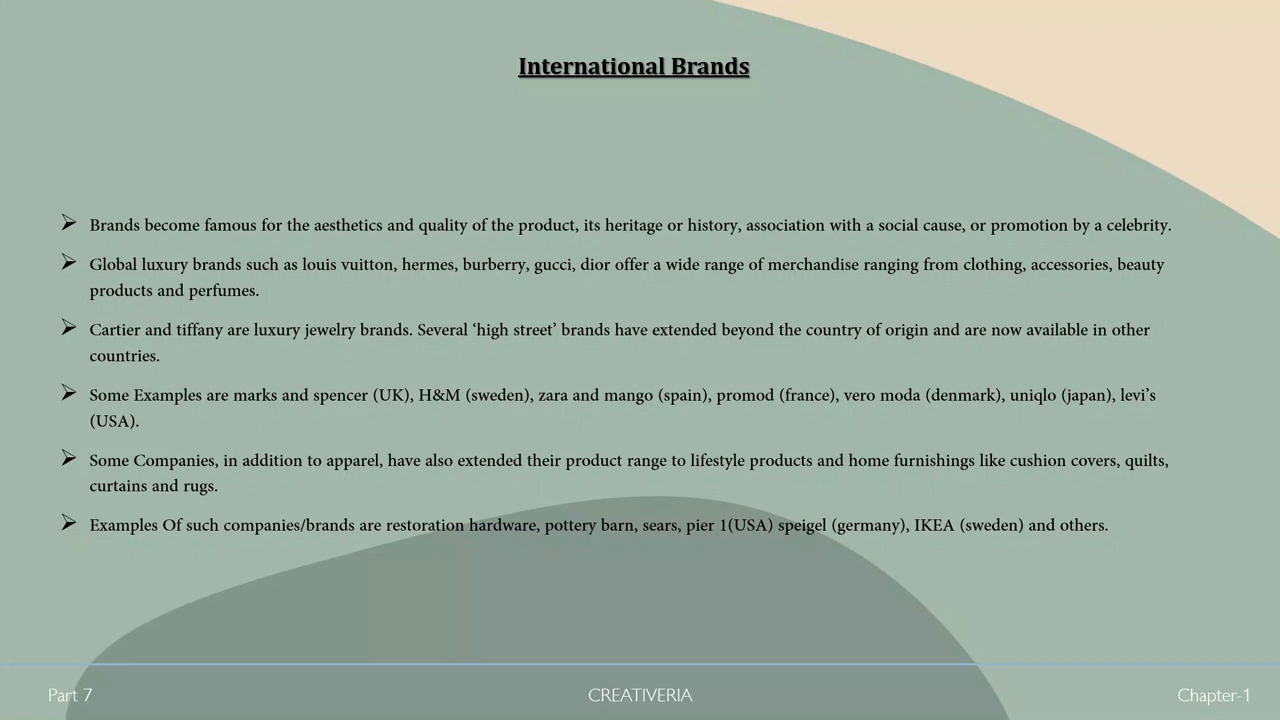 International Brands
Brands become famous for the aesthetics and quality of the product, its heritage or history, association with a social cause, or promotion by a celebrity.
Global luxury brands such as louis vuitton, hermes, burberry, gucci, dior offer a wide range of merchandise ranging from clothing, accessories, beauty
products and perfumes.
Cartier and tiffany are luxury jewelry brands. Several ‘high street’ brands have extended beyond the country of origin and are now available in other
countries.
Some Examples are marks and spencer (UK), H&M (sweden), zara and mango (spain), promod (france), vero moda (denmark), uniqlo (japan), levi’s
(USA).
Some Companies, in addition to apparel, have also extended their product range to lifestyle products and home furnishings like cushion covers, quilts,
curtains and rugs.
Examples Of such companies/brands are restoration hardware, pottery barn, sears, pier 1(USA) speigel (germany), IKEA (sweden) and others.
Part 7
CREATIVERIA
Chapter-1